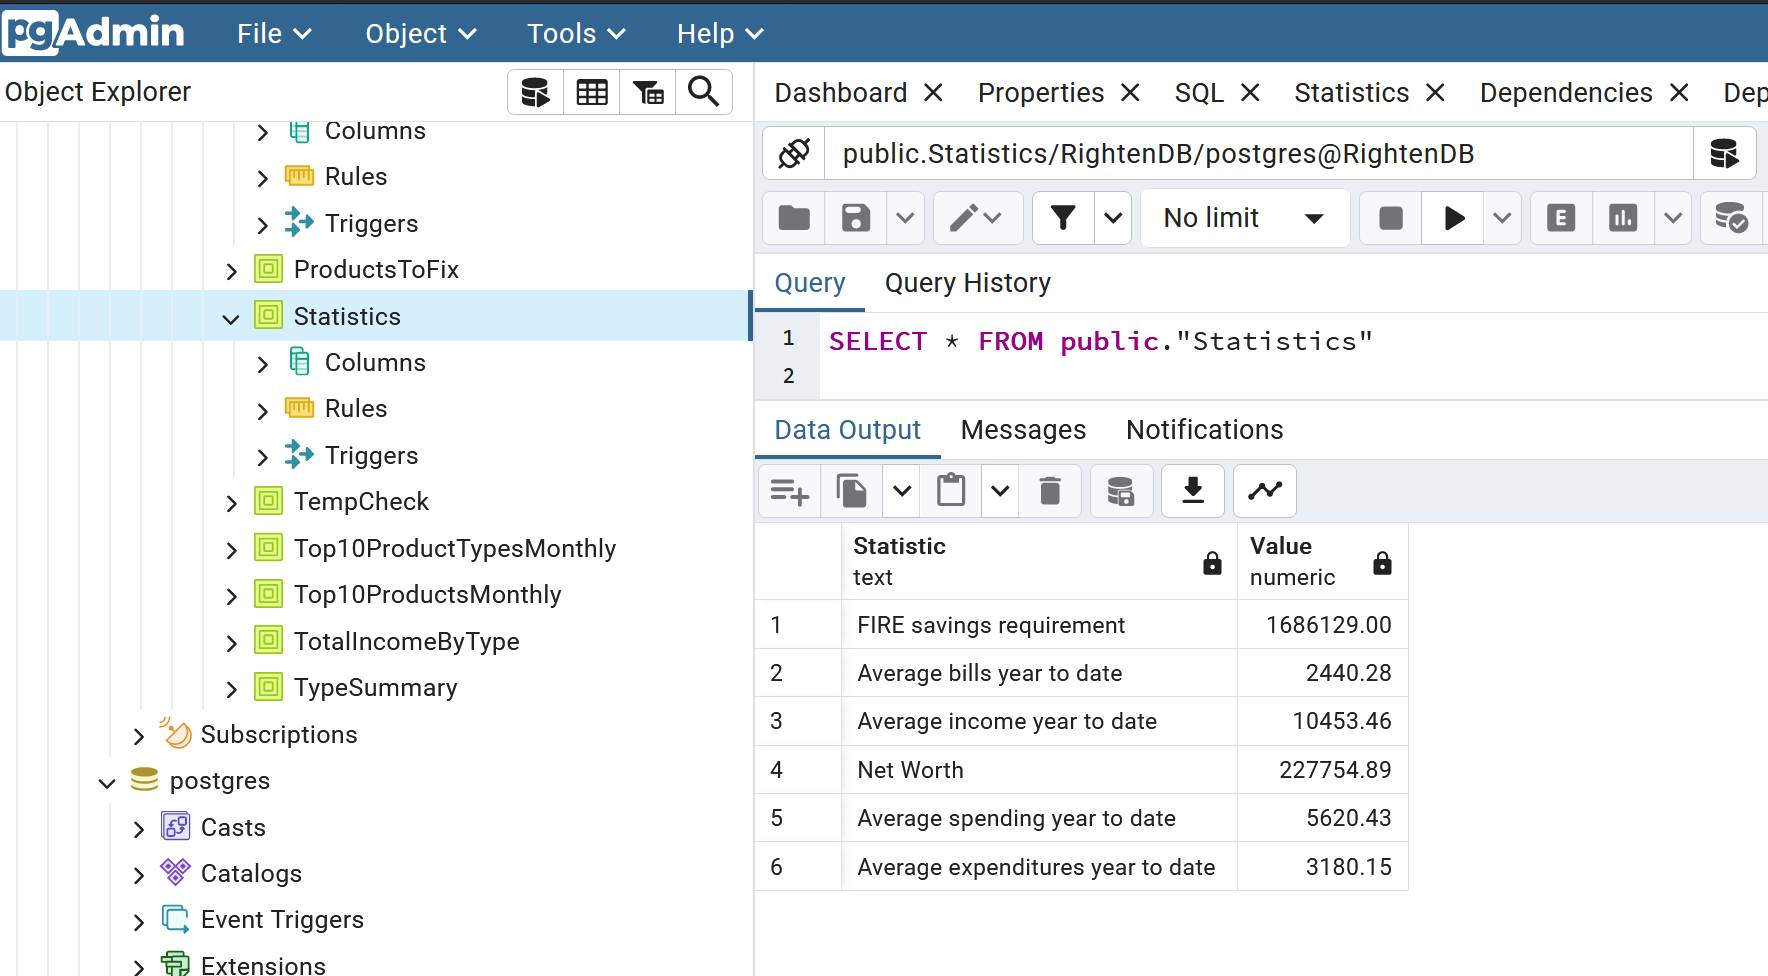 pgAdmin File Object Tools Help
Object Explorer
Columns
Rules
Triggers
ProductsToFix
Statistics
Columns
Rules
Triggers
TempCheck
Top10ProductTypesMonthly
Top10ProductsMonthly
TotalIncomeByType
TypeSummary
Subscriptions
postgres
Casts
Catalogs
Event Triggers
Extensions
Dashboard Properties SQL Statistics Dependencies Dep
public.Statistics/RightenDB/postgres@RightenDB
No limit E
Query Query History
1 SELECT * FROM public."Statistics"
2
Data Output Messages Notifications
Statistic Value
text numeric
1 FIRE savings requirement 1686129.00
2 Average bills year to date 2440.28
3 Average income year to date 10453.46
4 Net Worth 227754.89
5 Average spending year to date 5620.43
6 Average expenditures year to date 3180.15